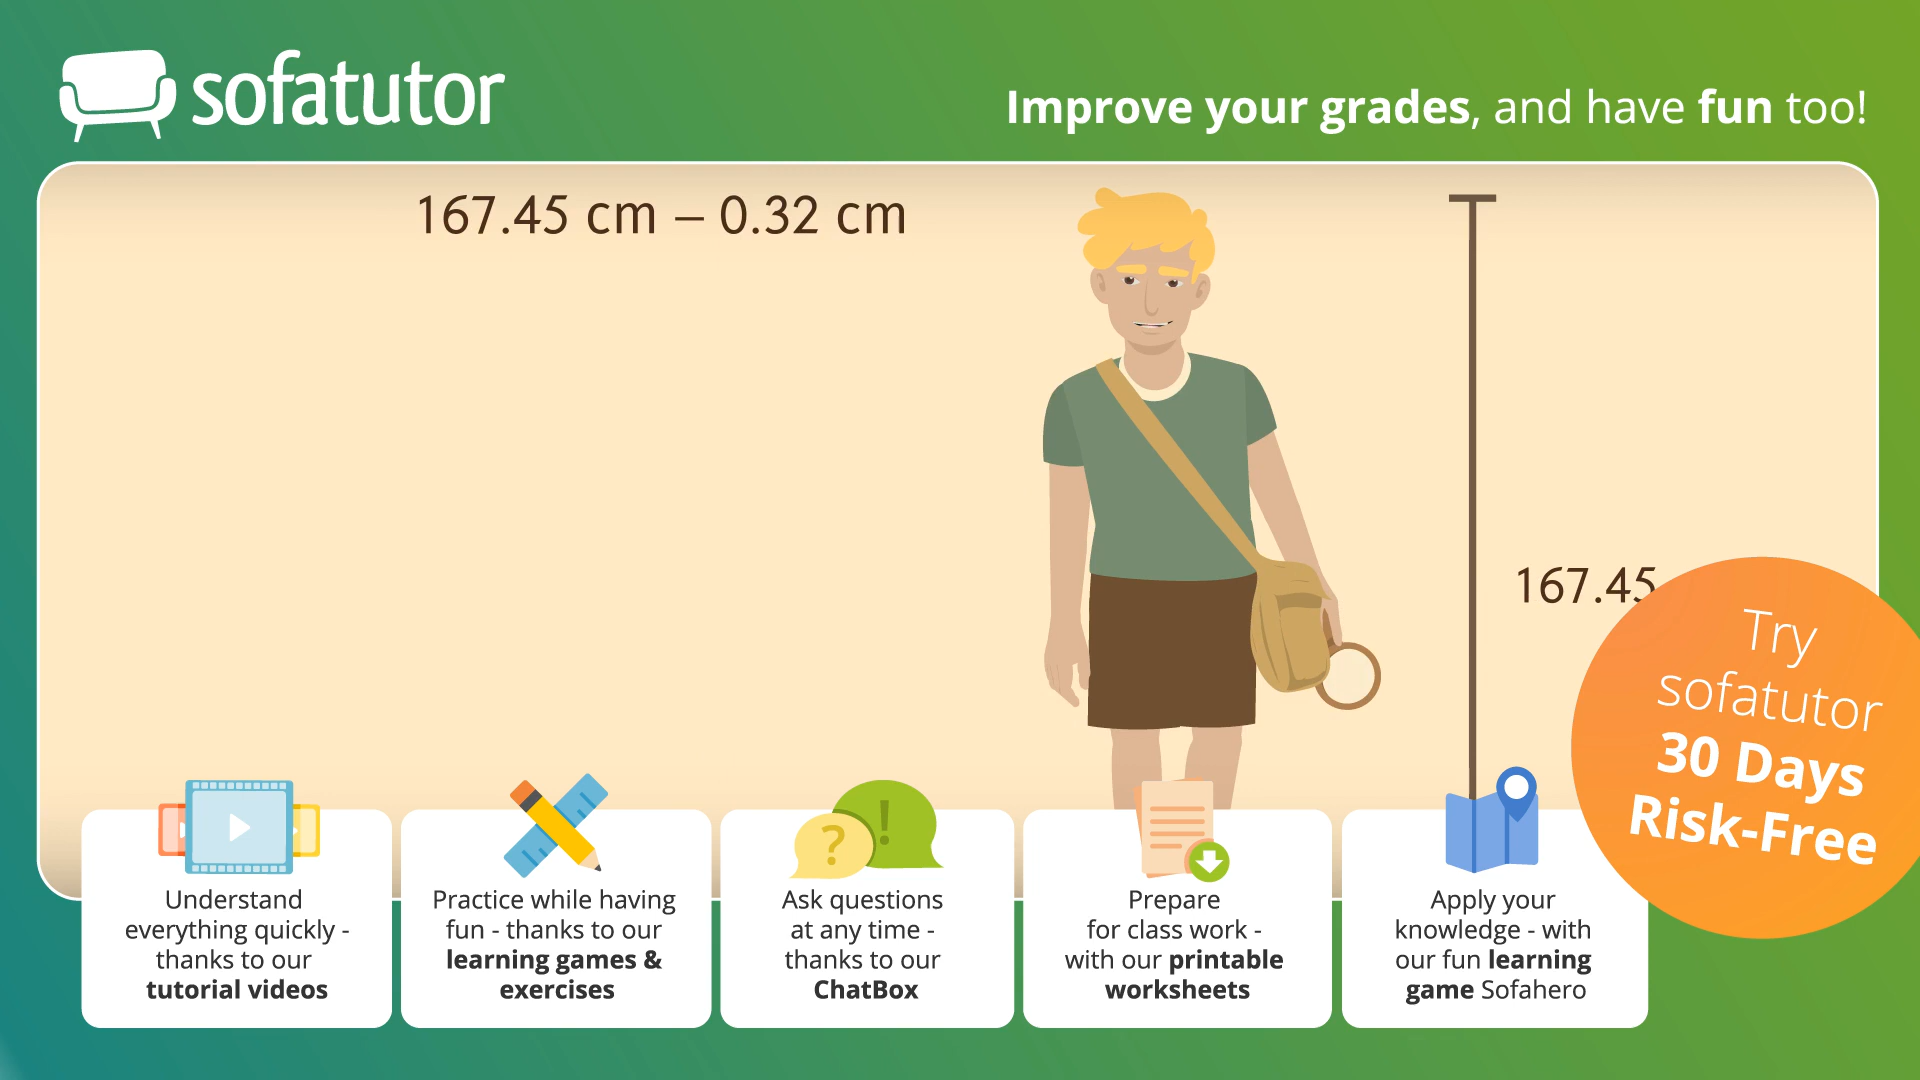 sofatutor
Improve your grades, and have fun too!
167.45 cm – 0.32 cm
167.45
Try
sofatutor
30 Days
Risk-Free
Understand
everything quickly -
thanks to our
tutorial videos
Practice while having
fun - thanks to our
learning games &
exercises
Ask questions
at any time -
thanks to our
ChatBox
Prepare
for class work -
with our printable
worksheets
Apply your
knowledge - with
our fun learning
game Sofahero
? !